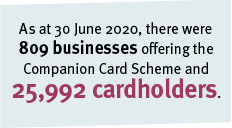 As at 30 June 2020, there were
809 businesses offering the
Companion Card Scheme and
25,992 cardholders.